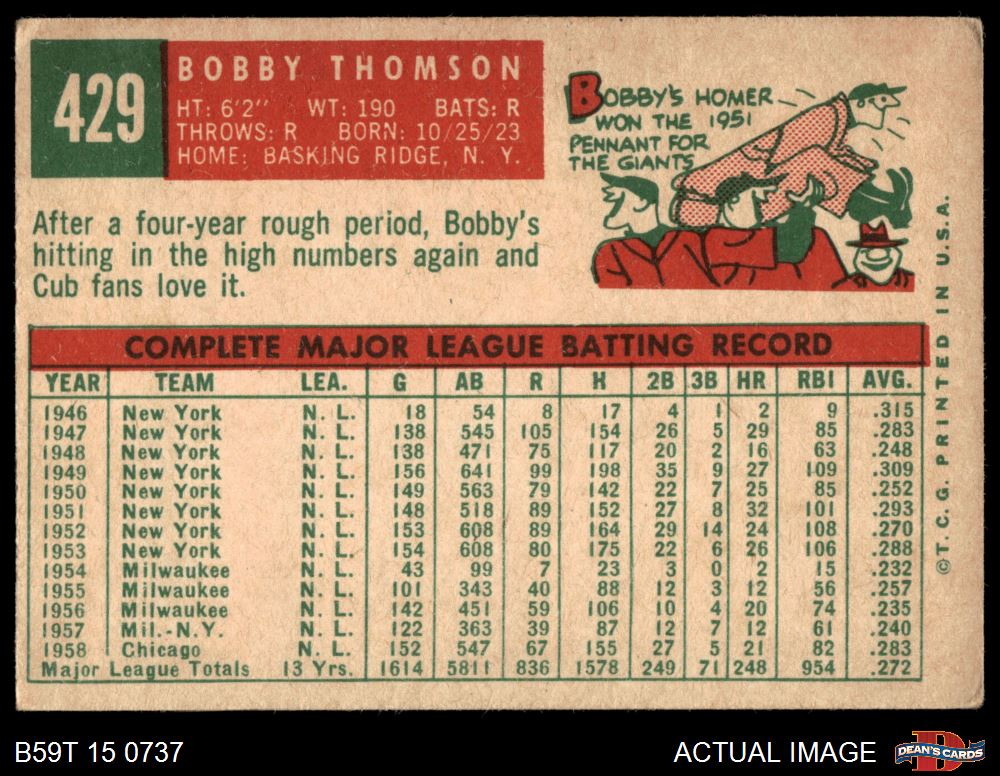 429
BOBBY THOMSON
HT: 6'2" WT: 190 BATS: R
THROWS: R BORN: 10/25/23
HOME: BASKING RIDGE, N. Y.
BOBBY'S HOMER
WON THE 1951
PENNANT FOR
THE GIANTS
After a four-year rough period, Bobby's
hitting in the high numbers again and
Cub fans love it.
COMPLETE MAJOR LEAGUE BATTING RECORD
YEAR TEAM LEA. G AB R H 2B 3B HR RBI AVG.
1946 New York N. L. 18 54 8 17 4 1 2 9 .315
1947 New York N. L. 138 545 105 154 26 5 29 85 .283
1948 New York N. L. 138 471 75 117 20 2 16 63 .248
1949 New York N. L. 156 641 99 198 35 9 27 109 .309
1950 New York N. L. 149 563 79 142 22 7 25 85 .252
1951 New York N. L. 148 518 89 152 27 8 32 101 .293
1952 New York N. L. 153 608 89 164 29 14 24 108 .270
1953 New York N. L. 154 608 80 175 22 6 26 106 .288
1954 Milwaukee N. L. 43 99 7 23 3 0 2 15 .232
1955 Milwaukee N. L. 101 343 40 88 12 3 12 56 .257
1956 Milwaukee N. L. 142 451 59 106 10 4 20 74 .235
1957 Mil.-N.Y. N. L. 122 363 39 87 12 7 12 61 .240
1958 Chicago N. L. 152 547 67 155 27 5 21 82 .283
Major League Totals 13 Yrs. 1614 5811 836 1578 249 71 248 954 .272
©T. C. G. PRINTED IN U.S.A.
B59T 15 0737
ACTUAL IMAGE
DEAN'S CARDS